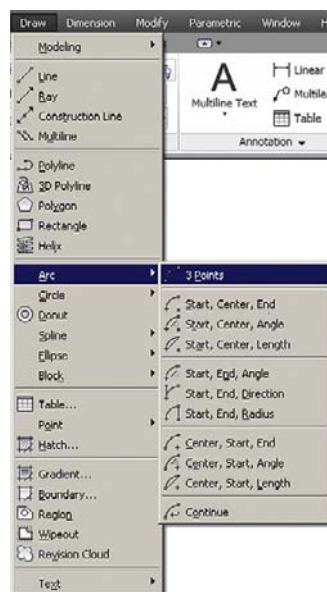 Draw Dimension Modify Parametric Window
Modeling
Line
Ray
Construction Line
Multiline
Polyline
3D Polyline
Polygon
Rectangle
Helix
Arc
Circle
Donut
Spline
Ellipse
Block
Table...
Point
Hatch...
Gradient...
Boundary...
Region
Wipeout
Revision Cloud
Text
3 Points
Start, Center, End
Start, Center, Angle
Start, Center, Length
Start, End, Angle
Start, End, Direction
Start, End, Radius
Center, Start, End
Center, Start, Angle
Center, Start, Length
Continue
A
Multiline Text
Linear
Multilea
Table
Annotation